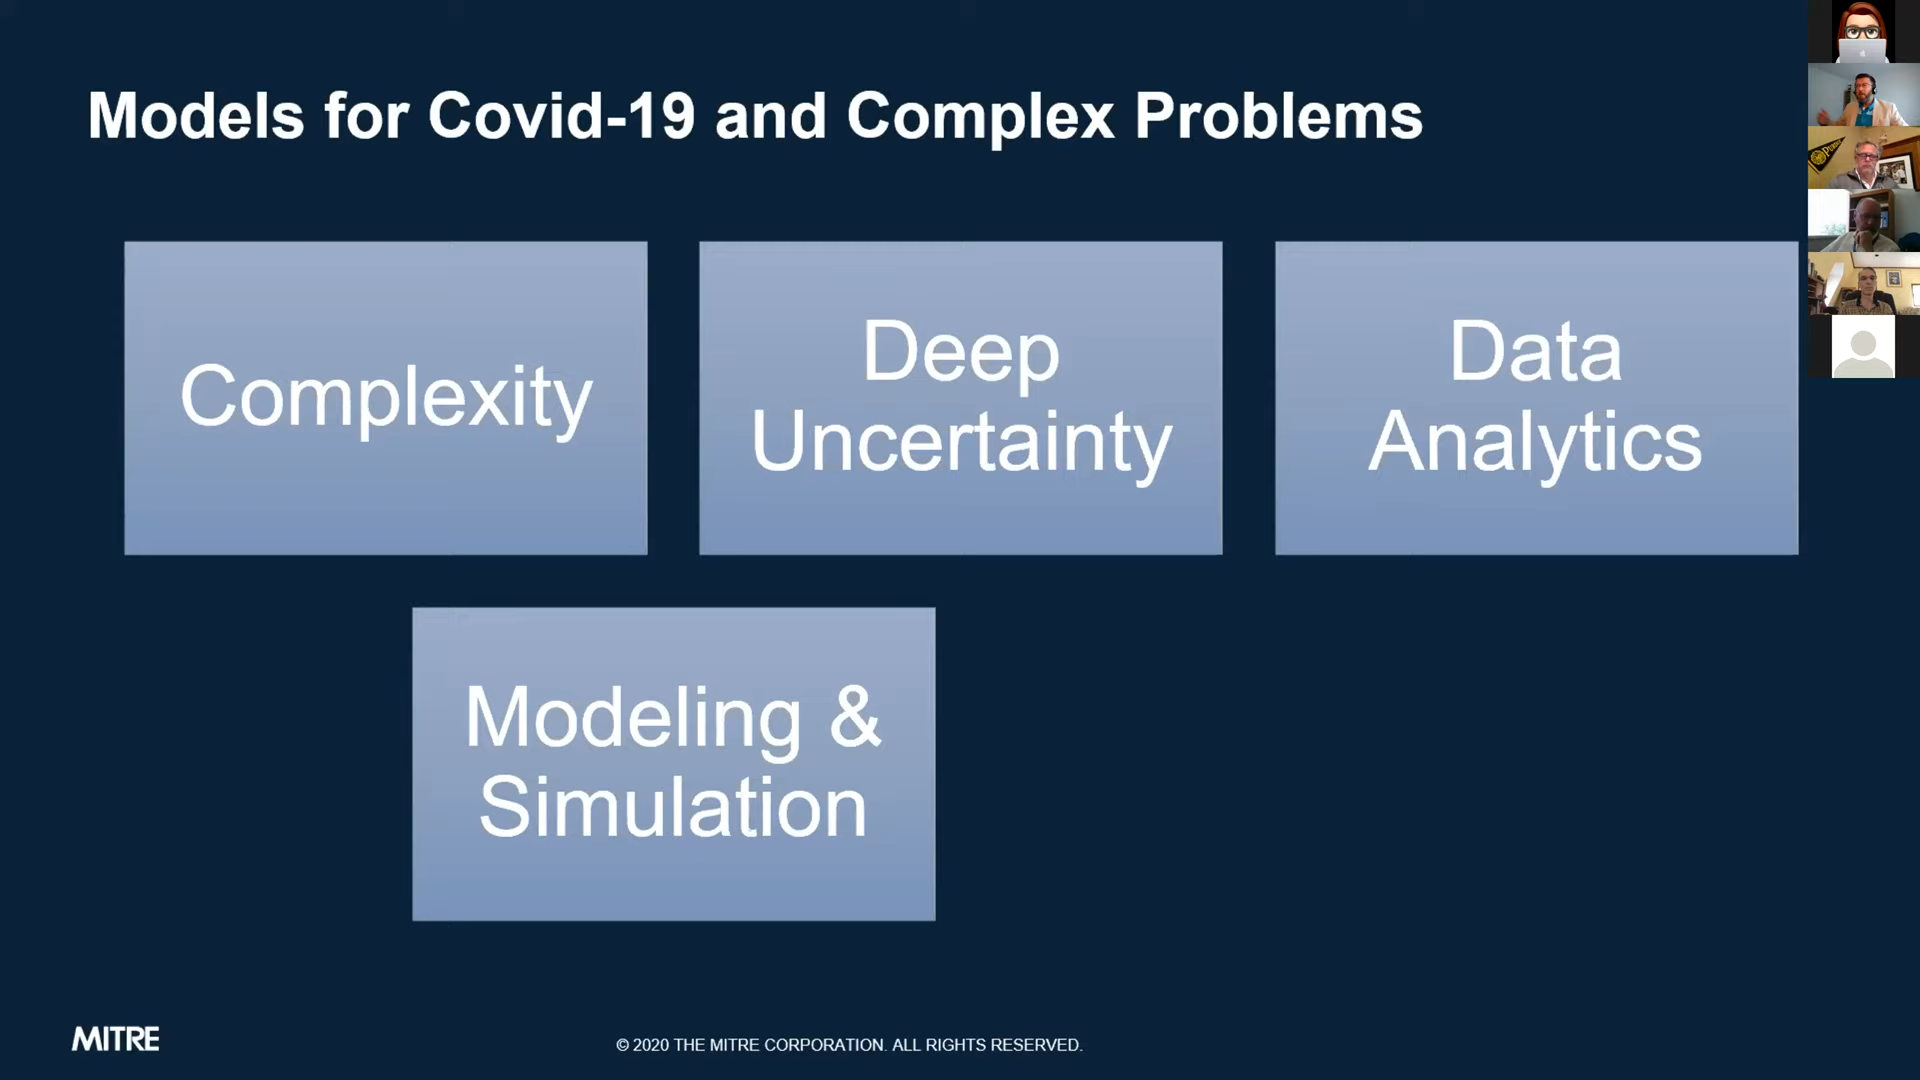 Models for Covid-19 and Complex Problems
Complexity
Deep
Uncertainty
Data
Analytics
Modeling &
Simulation
MITRE
© 2020 THE MITRE CORPORATION. ALL RIGHTS RESERVED.